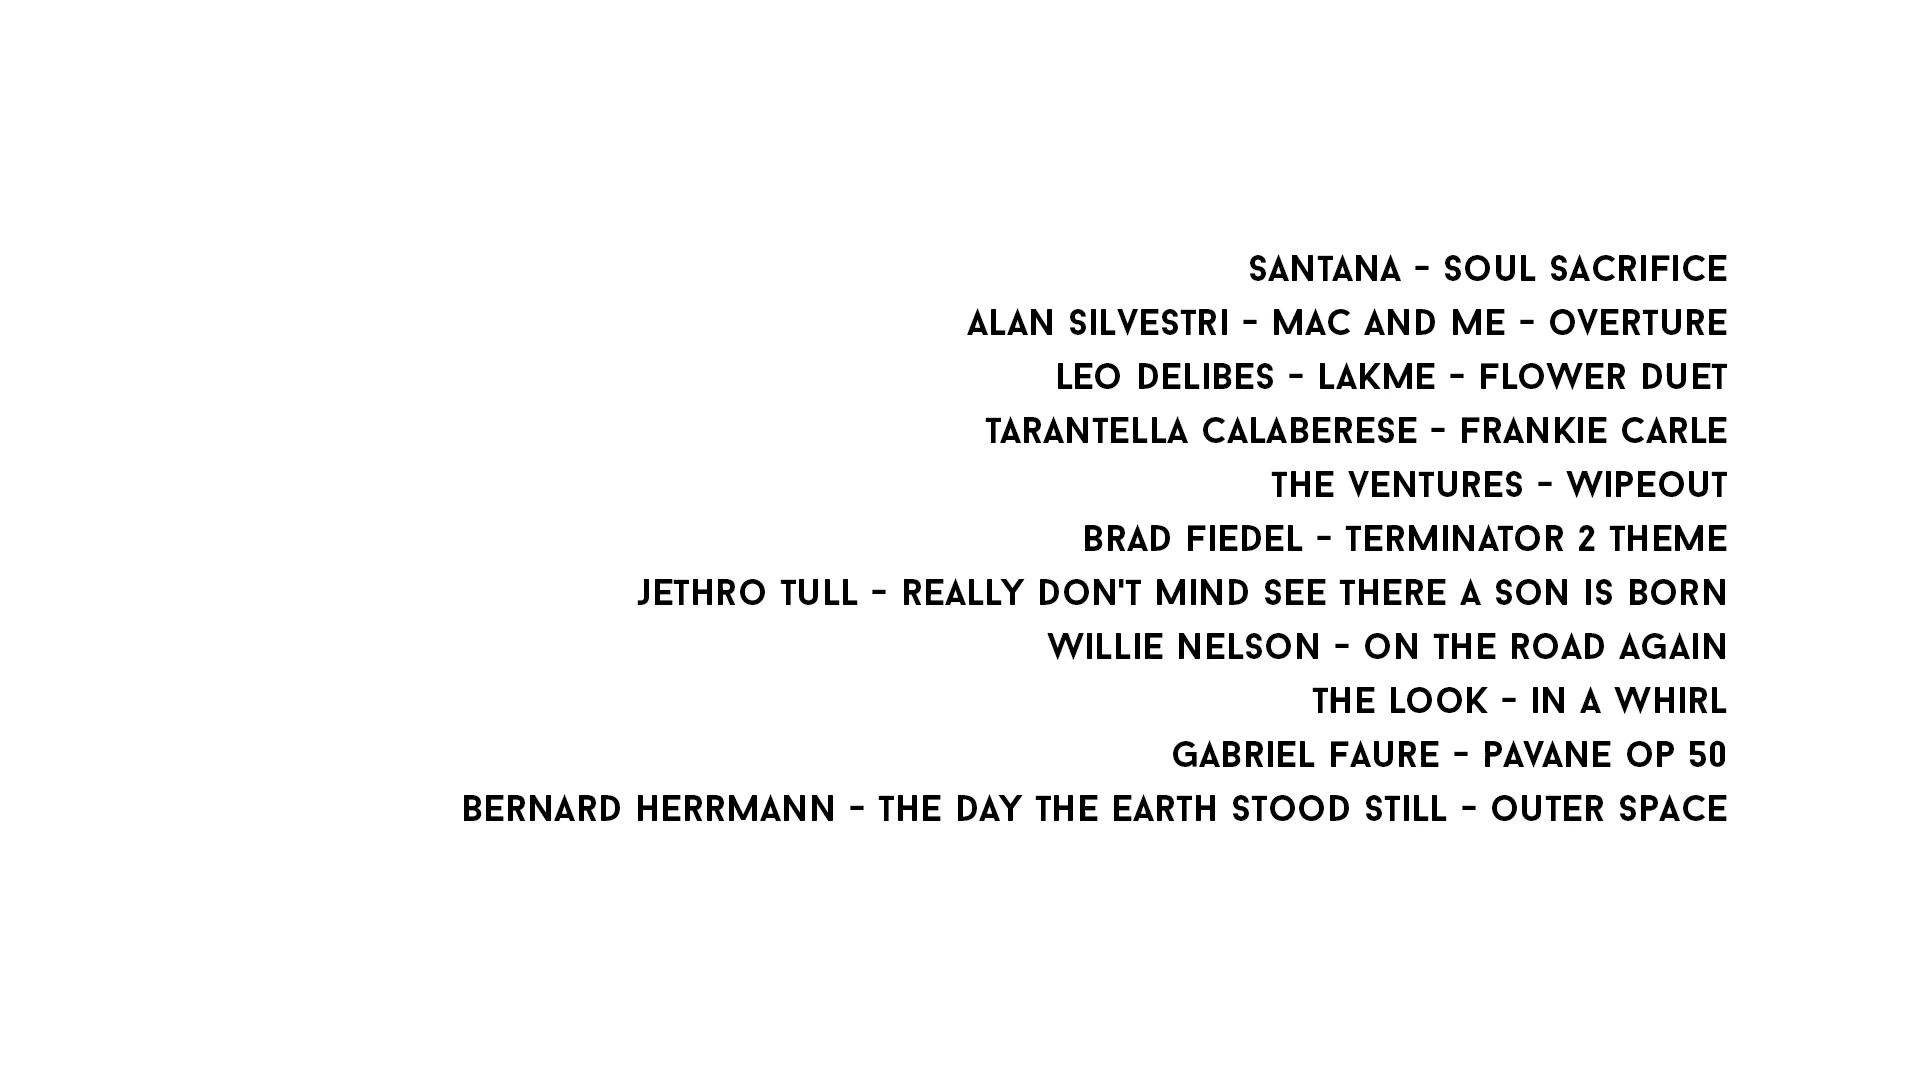 SANTANA - SOUL SACRIFICE
ALAN SILVESTRI - MAC AND ME - OVERTURE
LEO DELIBES - LAKME - FLOWER DUET
TARANTELLA CALABERESE - FRANKIE CARLE
THE VENTURES - WIPEOUT
BRAD FIEDEL - TERMINATOR 2 THEME
JETHRO TULL - REALLY DON'T MIND SEE THERE A SON IS BORN
WILLIE NELSON - ON THE ROAD AGAIN
THE LOOK - IN A WHIRL
GABRIEL FAURE - PAVANE OP 50
BERNARD HERRMANN - THE DAY THE EARTH STOOD STILL - OUTER SPACE